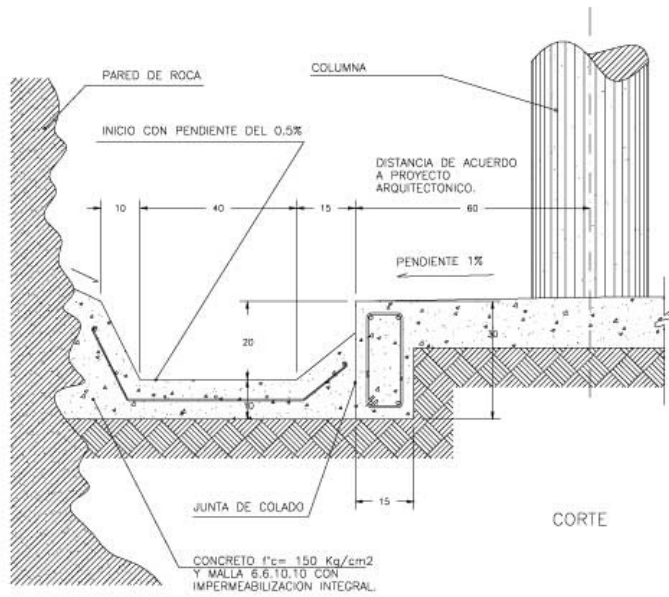 PARED DE ROCA
COLUMNA
INICIO CON PENDIENTE DEL 0.5%
DISTANCIA DE ACUERDO
A PROYECTO
ARQUITECTONICO.
10
40
15
60
PENDIENTE 1%
20
30
10
15
JUNTA DE COLADO
CORTE
CONCRETO f'c= 150 Kg/cm2
Y MALLA 6.6.10.10 CON
IMPERMEABILIZACION INTEGRAL.